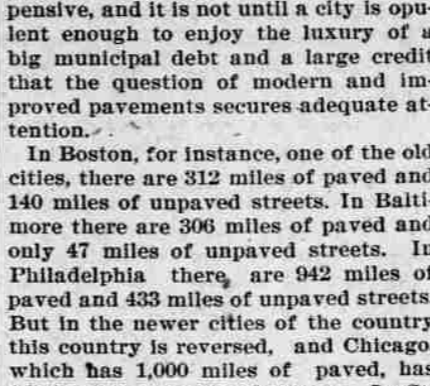 pensive, and it is not until a city is opu-
lent enough to enjoy the luxury of a
big municipal debt and a large credit
that the question of modern and im-
proved pavements secures adequate at-
tention.
In Boston, for instance, one of the old
cities, there are 312 miles of paved and
140 miles of unpaved streets. In Balti-
more there are 306 miles of paved and
only 47 miles of unpaved streets. In
Philadelphia there are 942 miles of
paved and 433 miles of unpaved streets
But in the newer cities of the country
this country is reversed, and Chicago
which has 1,000 miles of paved, has